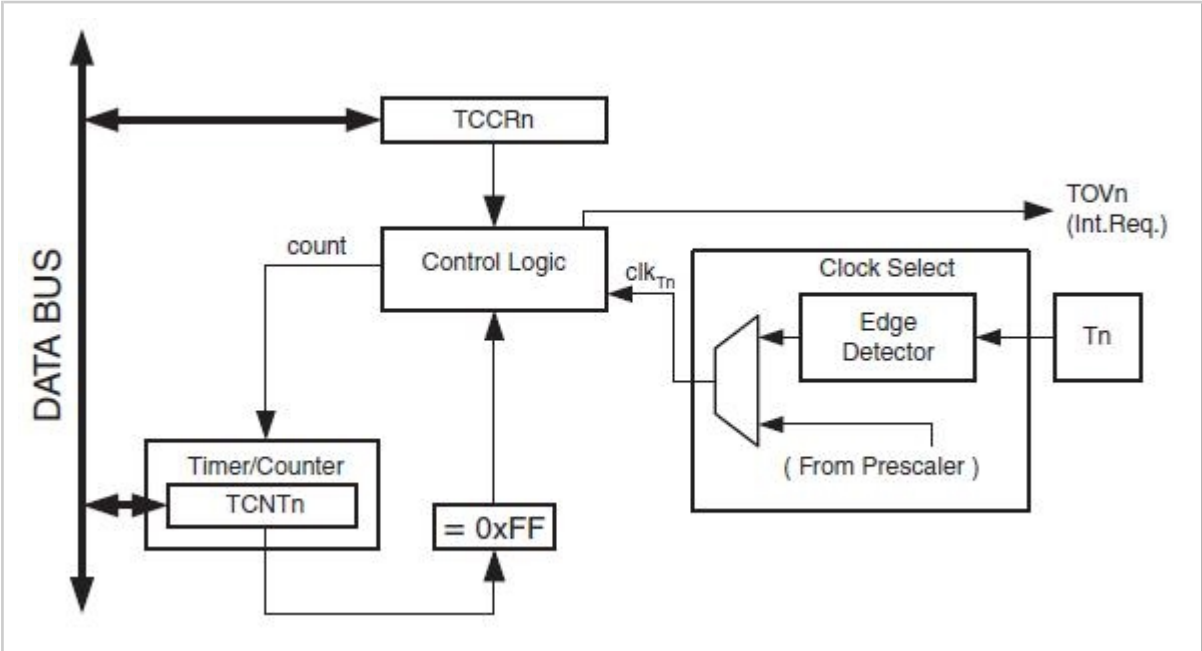 TCCRn
TOVn
(Int.Req.)
count
Control Logic
clkTn
Clock Select
Edge
Detector
Tn
DATA BUS
Timer/Counter
TCNTn
= 0xFF
( From Prescaler )